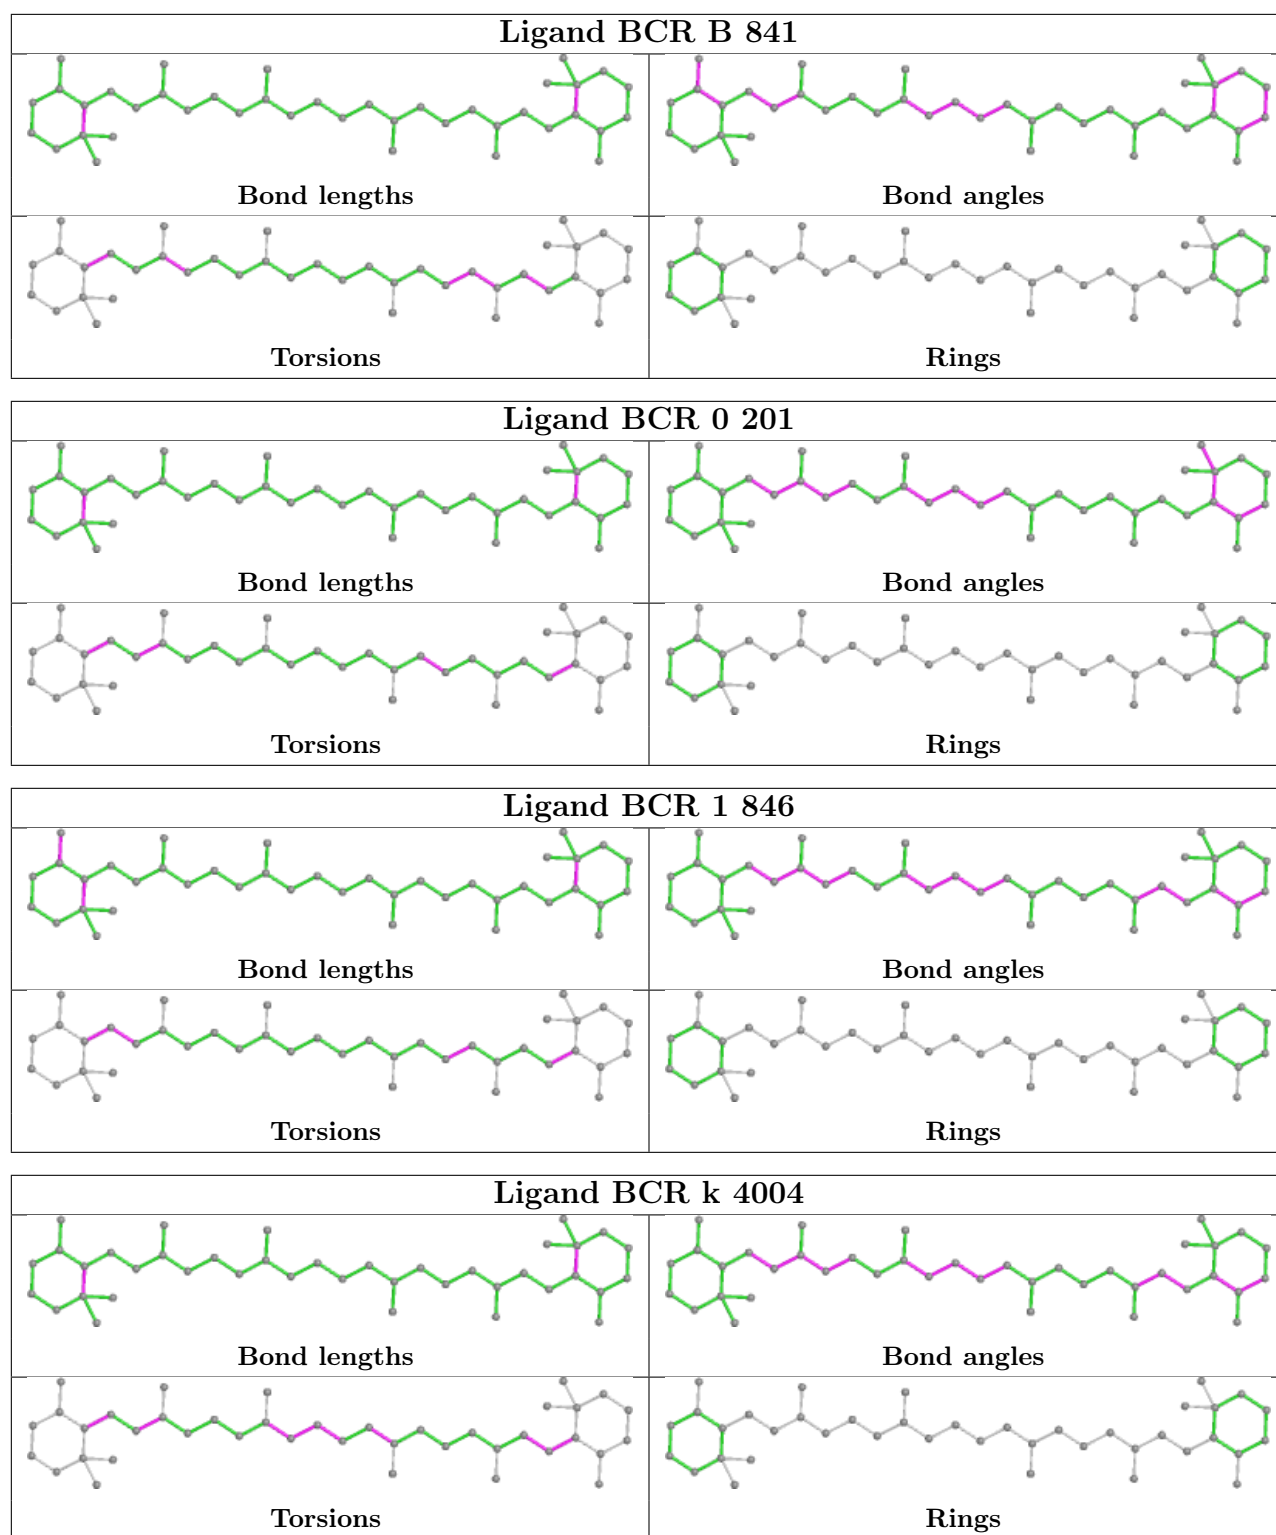 Ligand BCR B 841
Bond lengths
Bond angles
Torsions
Rings
Ligand BCR 0 201
Bond lengths
Bond angles
Torsions
Rings
Ligand BCR 1 846
Bond lengths
Bond angles
Torsions
Rings
Ligand BCR k 4004
Bond lengths
Bond angles
Torsions
Rings